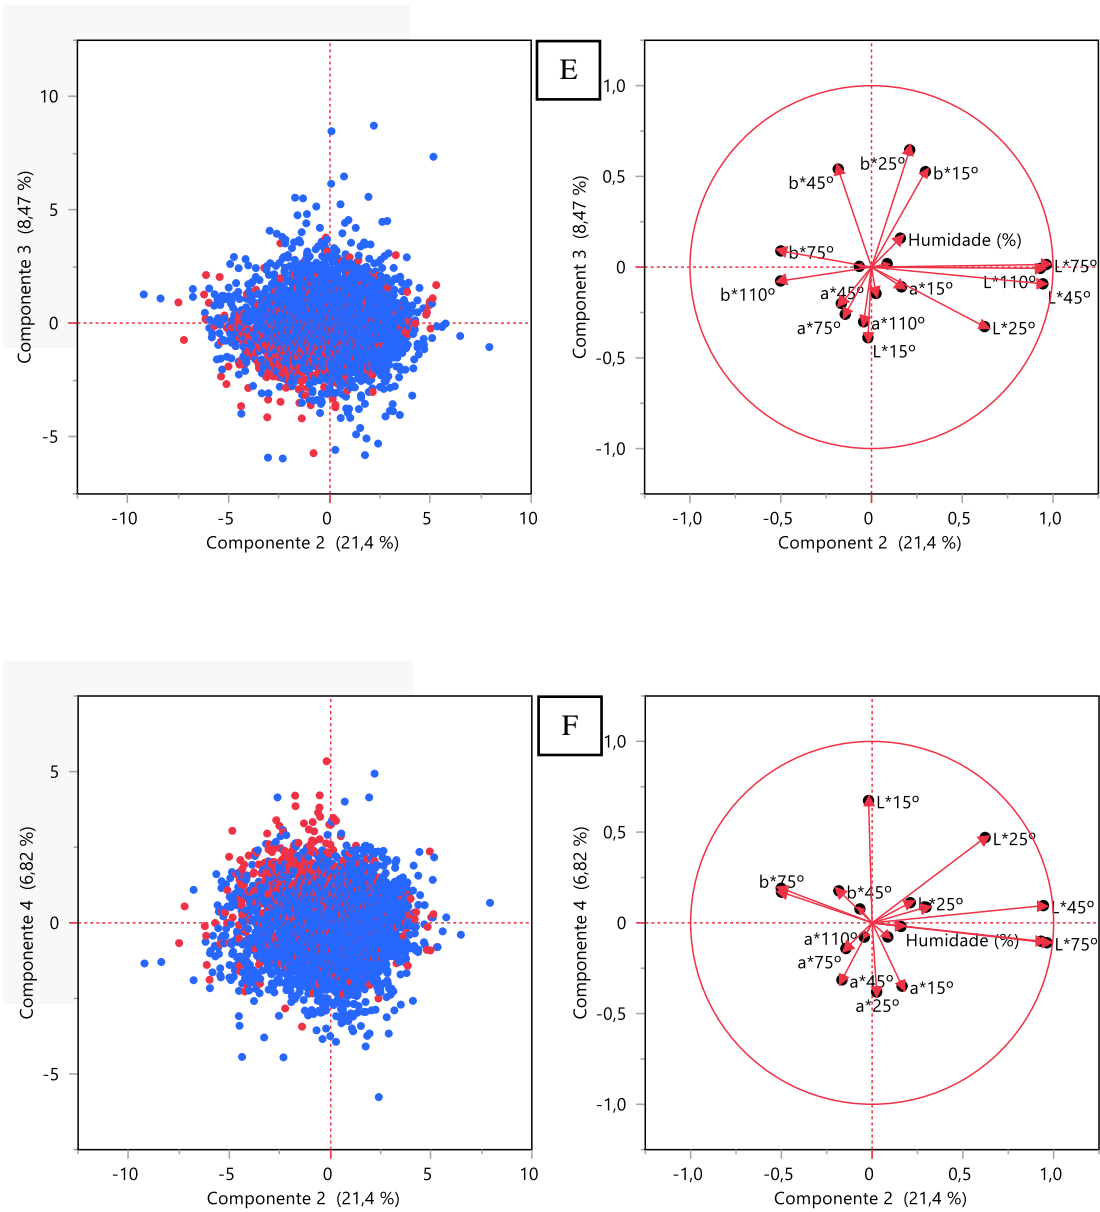 E
10
5
0
-5
-10
-5
0
5
10
Componente 3 (8,47 %)
Componente 2 (21,4 %)
1,0
0,5
0
-0,5
-1,0
-1,0
-0,5
0
0,5
1,0
Component 3 (8,47 %)
Component 2 (21,4 %)
b*25º
b*15º
b*45º
Humidade (%)
b*75º
L*75º
L*110º
b*110º
a*45º
a*15º
L*45º
a*75º
a*110º
L*25º
L*15º
F
5
0
-5
-10
-5
0
5
10
Componente 4 (6,82 %)
Componente 2 (21,4 %)
1,0
0,5
0
-0,5
-1,0
-1,0
-0,5
0
0,5
1,0
Componente 4 (6,82 %)
Componente 2 (21,4 %)
L*15º
L*25º
b*75º
b*45º
b*25º
L*45º
a*110º
Humidade (%)
L*75º
a*75º
a*45º
a*15º
a*25º